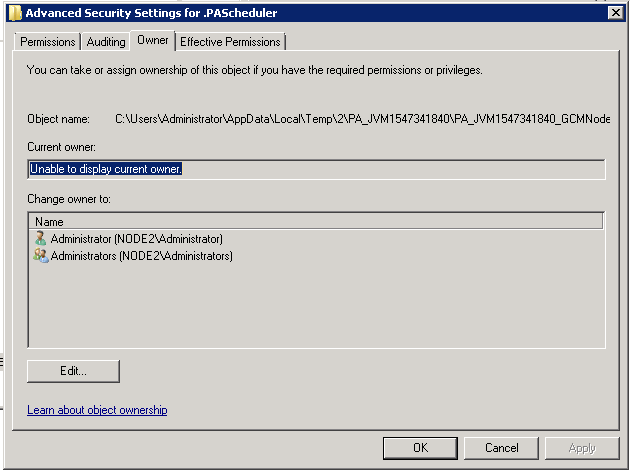 Advanced Security Settings for .PAScheduler
Permissions Auditing Owner Effective Permissions
You can take or assign ownership of this object if you have the required permissions or privileges.
Object name: C:\Users\Administrator\AppData\Local\Temp\2\PA_JVM1547341840\PA_JVM1547341840_GCMNode
Current owner:
Unable to display current owner.
Change owner to:
Name
Administrator (NODE2\Administrator)
Administrators (NODE2\Administrators)
Edit...
Learn about object ownership
OK Cancel Apply